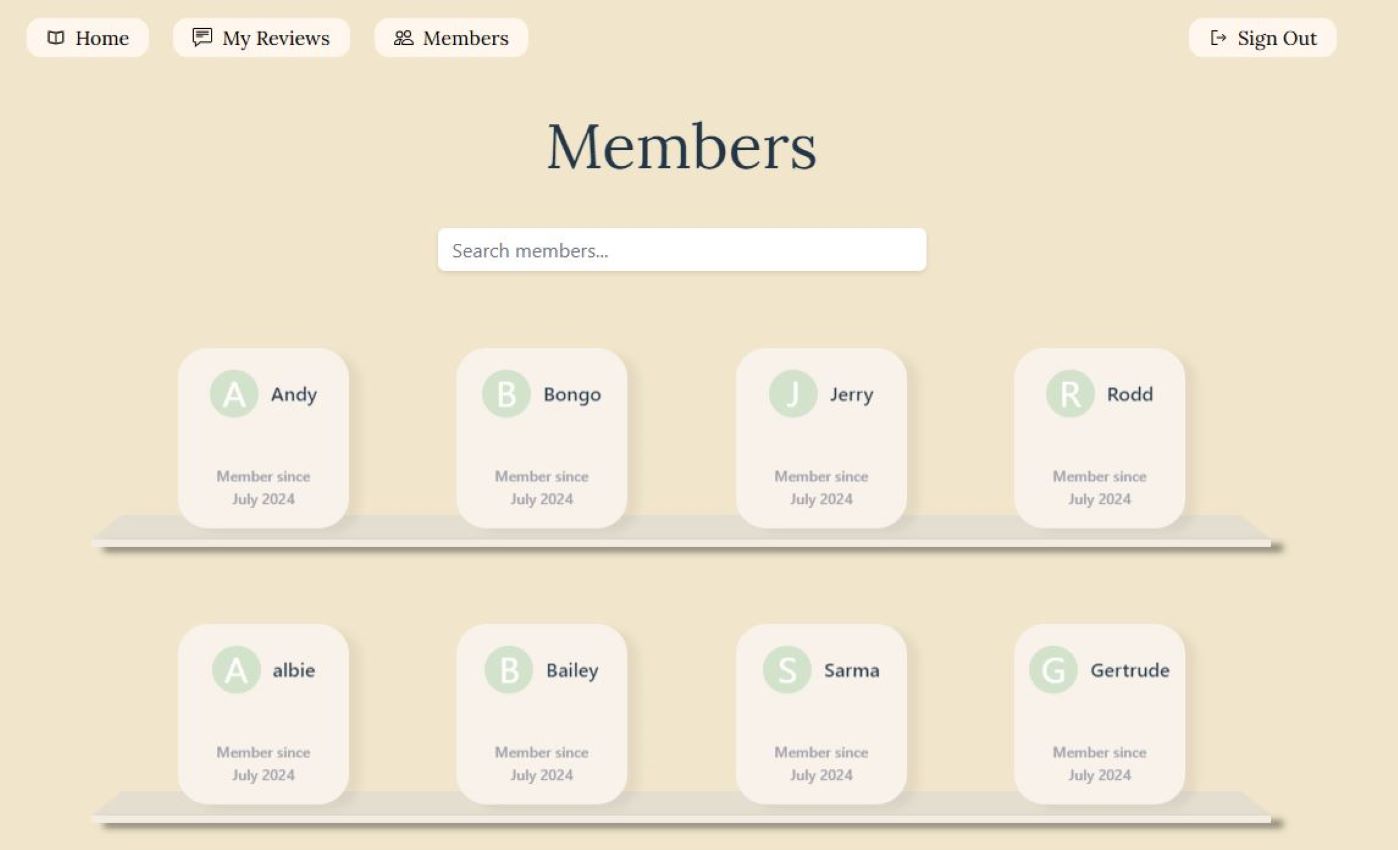 Home My Reviews Members Sign Out
Members
Search members...
A Andy B Bongo J Jerry R Rodd
Member since Member since Member since Member since
July 2024 July 2024 July 2024 July 2024
A albie B Bailey S Sarma G Gertrude
Member since Member since Member since Member since
July 2024 July 2024 July 2024 July 2024